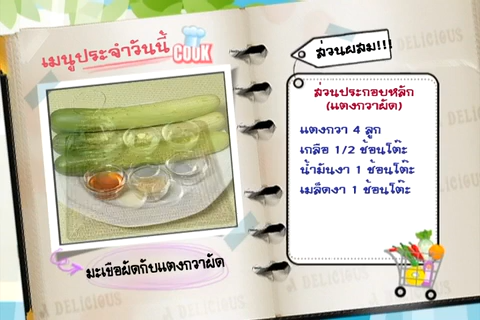 เมนูประจำวันนี้
COOK
มะเขือผัดกับแตงกวาผัด
DELICIOUS
ส่วนผสม!!!
DELICIOUS
ส่วนประกอบหลัก
(แตงกวาผัด)
แตงกวา 4 ลูก
เกลือ 1/2 ช้อนโต๊ะ
น้ำมันงา 1 ช้อนโต๊ะ
เมล็ดงา 1 ช้อนโต๊ะ
DELICIOUS